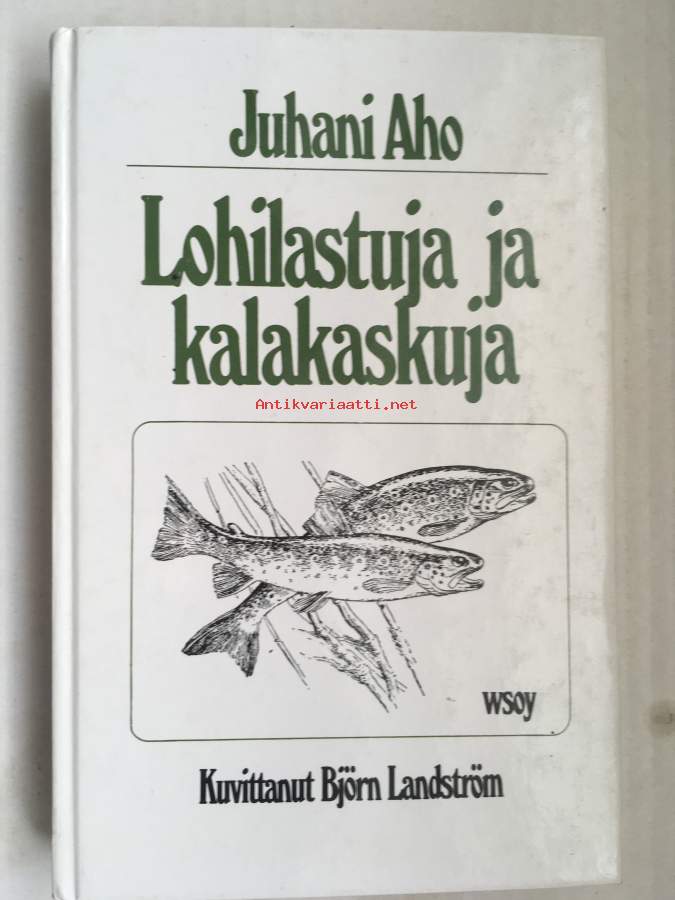 Juhani Aho
Lohilastuja ja
kalakaskuja
Antikvariaatti.net
wsoy
Kuvittanut Björn Landström